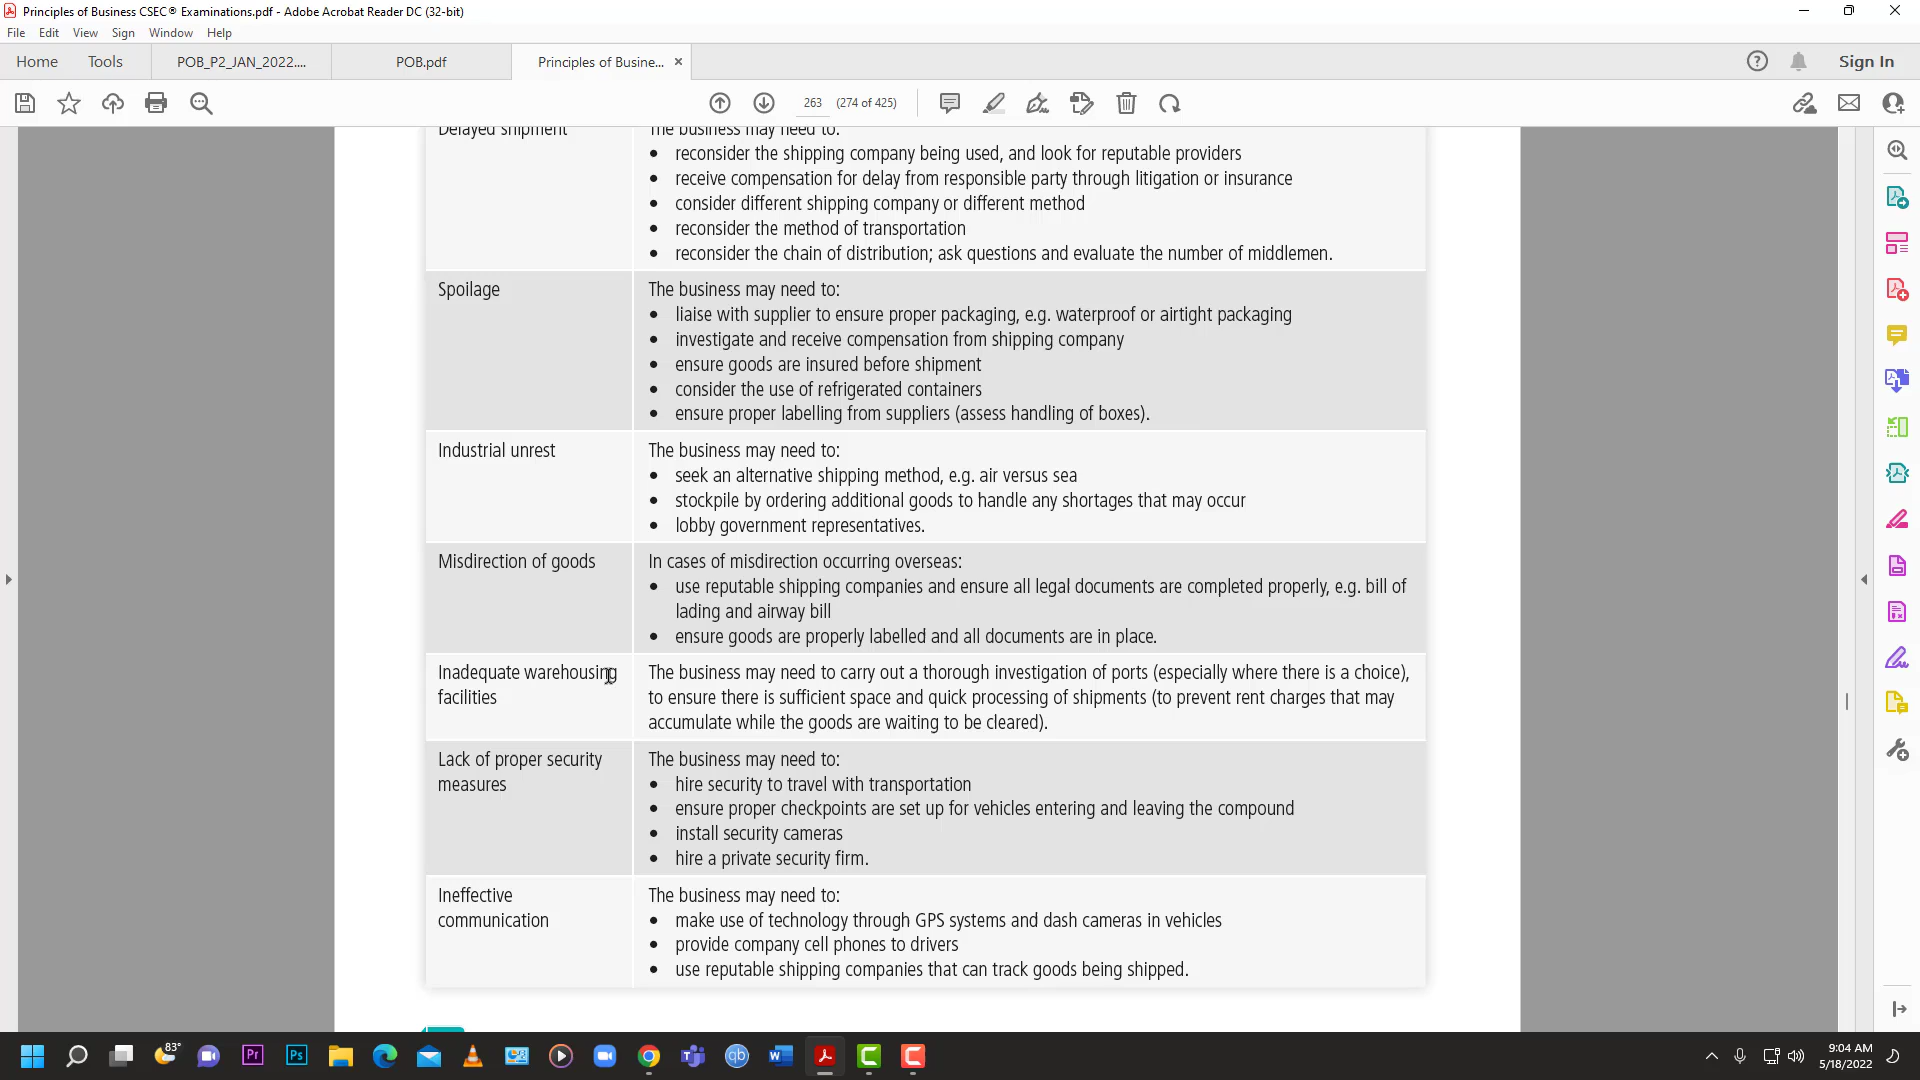 Principles of Business CSEC® Examinations.pdf - Adobe Acrobat Reader DC (32-bit)
File Edit View Sign Window Help
Home Tools POB_P2_JAN_2022.... POB.pdf Principles of Busine... × Sign In
263 (274 of 425)
Delayed shipment The business may need to:
• reconsider the shipping company being used, and look for reputable providers
• receive compensation for delay from responsible party through litigation or insurance
• consider different shipping company or different method
• reconsider the method of transportation
• reconsider the chain of distribution; ask questions and evaluate the number of middlemen.
Spoilage The business may need to:
• liaise with supplier to ensure proper packaging, e.g. waterproof or airtight packaging
• investigate and receive compensation from shipping company
• ensure goods are insured before shipment
• consider the use of refrigerated containers
• ensure proper labelling from suppliers (assess handling of boxes).
Industrial unrest The business may need to:
• seek an alternative shipping method, e.g. air versus sea
• stockpile by ordering additional goods to handle any shortages that may occur
• lobby government representatives.
Misdirection of goods In cases of misdirection occurring overseas:
• use reputable shipping companies and ensure all legal documents are completed properly, e.g. bill of
lading and airway bill
• ensure goods are properly labelled and all documents are in place.
Inadequate warehousing The business may need to carry out a thorough investigation of ports (especially where there is a choice),
facilities to ensure there is sufficient space and quick processing of shipments (to prevent rent charges that may
accumulate while the goods are waiting to be cleared).
Lack of proper security The business may need to:
measures • hire security to travel with transportation
• ensure proper checkpoints are set up for vehicles entering and leaving the compound
• install security cameras
• hire a private security firm.
Ineffective The business may need to:
communication • make use of technology through GPS systems and dash cameras in vehicles
• provide company cell phones to drivers
• use reputable shipping companies that can track goods being shipped.
83° Pr Ps qb W 9:04 AM
5/18/2022